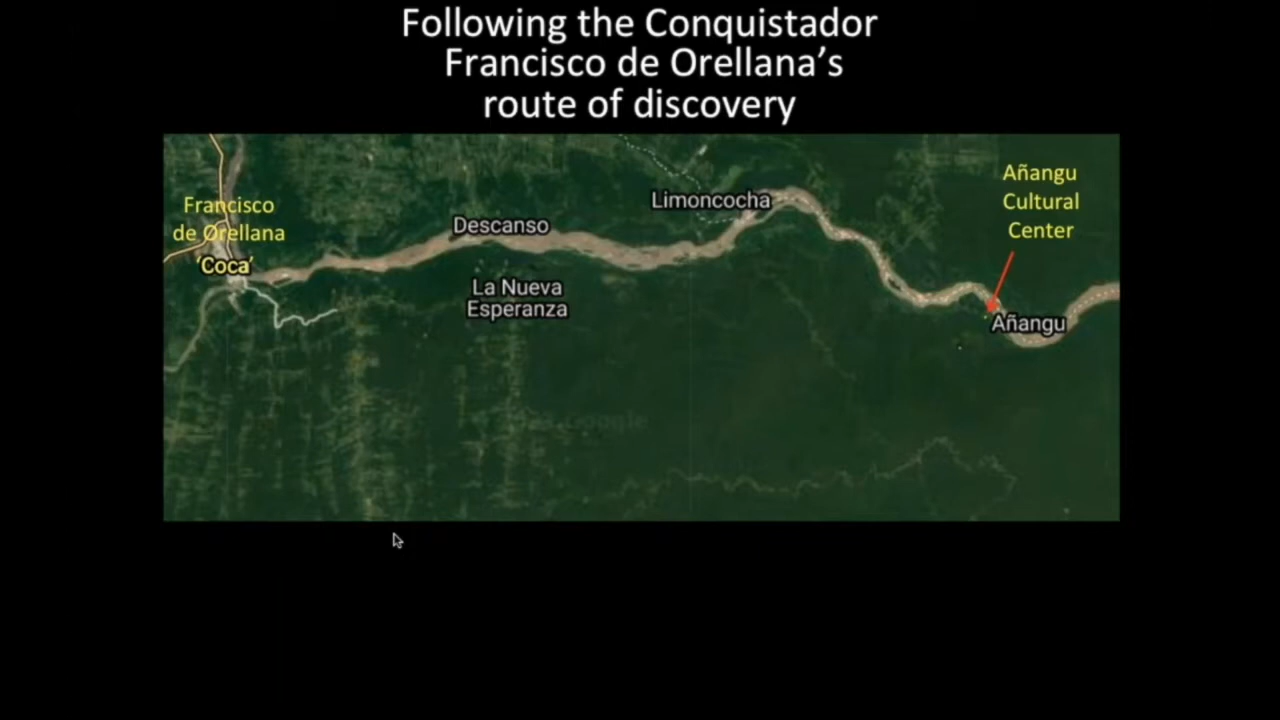 Following the Conquistador
Francisco de Orellana’s
route of discovery
Añangu
Cultural
Center
Francisco
de Orellana
‘Coca’
Limoncocha
Descanso
La Nueva
Esperanza
Añangu
Google